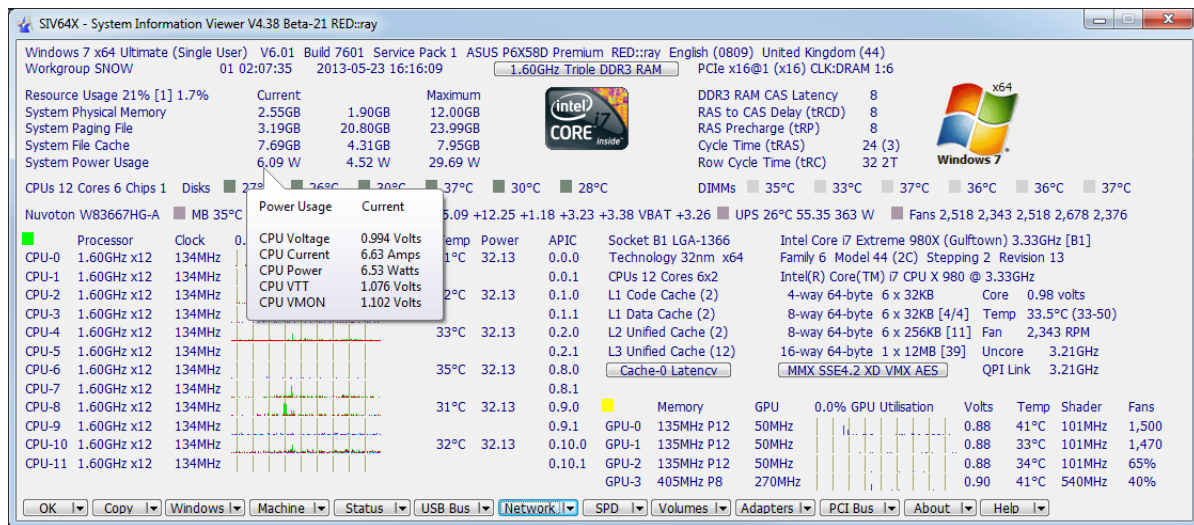 SIV64X - System Information Viewer V4.38 Beta-21 RED::ray
Windows 7 x64 Ultimate (Single User) V6.01 Build 7601 Service Pack 1 ASUS P6X58D Premium RED::ray English (0809) United Kingdom (44)
Workgroup SNOW 01 02:07:35 2013-05-23 16:16:09 1.60GHz Triple DDR3 RAM PCIe x16@1 (x16) CLK:DRAM 1:6
Resource Usage 21% [1] 1.7% Current Maximum DDR3 RAM CAS Latency 8 x64
System Physical Memory 2.55GB 1.90GB 12.00GB intel RAS to CAS Delay (tRCD) 8
System Paging File 3.19GB 20.80GB 23.99GB i7 CORE RAS Precharge (tRP) 8
System File Cache 7.69GB 4.31GB 7.95GB inside Cycle Time (tRAS) 24 (3)
System Power Usage 6.09 W 4.52 W 29.69 W Row Cycle Time (tRC) 32 2T Windows 7
CPUs 12 Cores 6 Chips 1 Disks 37°C 30°C 28°C DIMMs 35°C 33°C 37°C 36°C 36°C 37°C
Nuvoton W83667HG-A MB 35°C 5.09 +12.25 +1.18 +3.23 +3.38 VBAT +3.26 UPS 26°C 55.35 363 W Fans 2,518 2,343 2,518 2,678 2,376
Power Usage Current
CPU Voltage 0.994 Volts
CPU Current 6.63 Amps
CPU Power 6.53 Watts
CPU VTT 1.076 Volts
CPU VMON 1.102 Volts
Processor Clock Power APIC Socket B1 LGA-1366 Intel Core i7 Extreme 980X (Gulftown) 3.33GHz [B1]
CPU-0 1.60GHz x12 134MHz 32.13 0.0.0 Technology 32nm x64 Family 6 Model 44 (2C) Stepping 2 Revision 13
CPU-1 1.60GHz x12 134MHz 0.0.1 CPUs 12 Cores 6x2 Intel(R) Core(TM) i7 CPU X 980 @ 3.33GHz
CPU-2 1.60GHz x12 134MHz 32.13 0.1.0 L1 Code Cache (2) 4-way 64-byte 6 x 32KB Core 0.98 volts
CPU-3 1.60GHz x12 134MHz 0.1.1 L1 Data Cache (2) 8-way 64-byte 6 x 32KB [4/4] Temp 33.5°C (33-50)
CPU-4 1.60GHz x12 134MHz 33°C 32.13 0.2.0 L2 Unified Cache (2) 8-way 64-byte 6 x 256KB [11] Fan 2,343 RPM
CPU-5 1.60GHz x12 134MHz 0.2.1 L3 Unified Cache (12) 16-way 64-byte 1 x 12MB [39] Uncore 3.21GHz
CPU-6 1.60GHz x12 134MHz 35°C 32.13 0.8.0 Cache-0 Latency MMX SSE4.2 XD VMX AES QPI Link 3.21GHz
CPU-7 1.60GHz x12 134MHz 0.8.1
CPU-8 1.60GHz x12 134MHz 31°C 32.13 0.9.0 Memory GPU 0.0% GPU Utilisation Volts Temp Shader Fans
CPU-9 1.60GHz x12 134MHz 0.9.1 GPU-0 135MHz P12 50MHz 0.88 41°C 101MHz 1,500
CPU-10 1.60GHz x12 134MHz 32°C 32.13 0.10.0 GPU-1 135MHz P12 50MHz 0.88 33°C 101MHz 1,470
CPU-11 1.60GHz x12 134MHz 0.10.1 GPU-2 135MHz P12 50MHz 0.88 34°C 101MHz 65%
GPU-3 405MHz P8 270MHz 0.90 41°C 540MHz 40%
OK Copy Windows Machine Status USB Bus Network SPD Volumes Adapters PCI Bus About Help